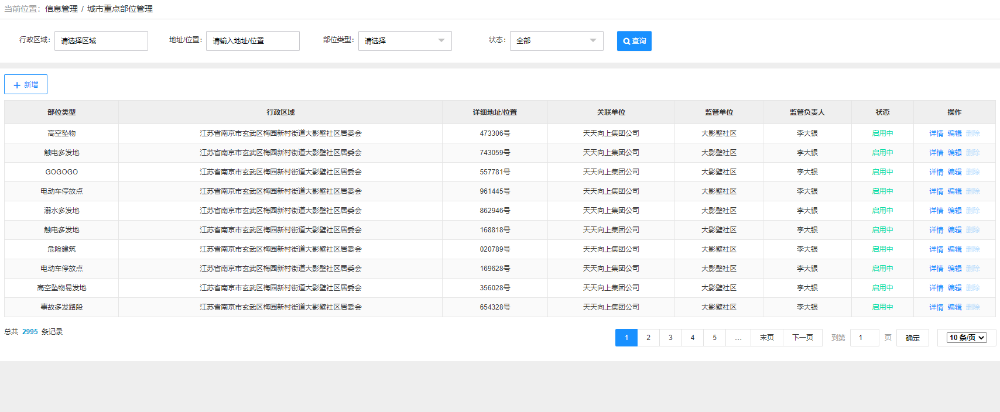 当前位置： 信息管理 / 城市重点部位管理
行政区域： 请选择区域 地址/位置： 请输入地址/位置 部位类型： 请选择 状态： 全部 查询
新增
部位类型 行政区域 详细地址/位置 关联单位 监管单位 监管负责人 状态 操作
高空坠物 江苏省南京市玄武区梅园新村街道大影壁社区居委会 473306号 天天向上集团公司 大影壁社区 李大银 启用中 详情 编辑 删除
触电多发地 江苏省南京市玄武区梅园新村街道大影壁社区居委会 743059号 天天向上集团公司 大影壁社区 李大银 启用中 详情 编辑 删除
GOGOGO 江苏省南京市玄武区梅园新村街道大影壁社区居委会 557781号 天天向上集团公司 大影壁社区 李大银 启用中 详情 编辑 删除
电动车停放点 江苏省南京市玄武区梅园新村街道大影壁社区居委会 961445号 天天向上集团公司 大影壁社区 李大银 启用中 详情 编辑 删除
溺水多发地 江苏省南京市玄武区梅园新村街道大影壁社区居委会 862946号 天天向上集团公司 大影壁社区 李大银 启用中 详情 编辑 删除
触电多发地 江苏省南京市玄武区梅园新村街道大影壁社区居委会 168818号 天天向上集团公司 大影壁社区 李大银 启用中 详情 编辑 删除
危险建筑 江苏省南京市玄武区梅园新村街道大影壁社区居委会 020789号 天天向上集团公司 大影壁社区 李大银 启用中 详情 编辑 删除
电动车停放点 江苏省南京市玄武区梅园新村街道大影壁社区居委会 169628号 天天向上集团公司 大影壁社区 李大银 启用中 详情 编辑 删除
高空坠物易发地 江苏省南京市玄武区梅园新村街道大影壁社区居委会 356028号 天天向上集团公司 大影壁社区 李大银 启用中 详情 编辑 删除
事故多发路段 江苏省南京市玄武区梅园新村街道大影壁社区居委会 654328号 天天向上集团公司 大影壁社区 李大银 启用中 详情 编辑 删除
总共 2995 条记录
1 2 3 4 5 … 末页 下一页 到第 1 页 确定 10 条/页